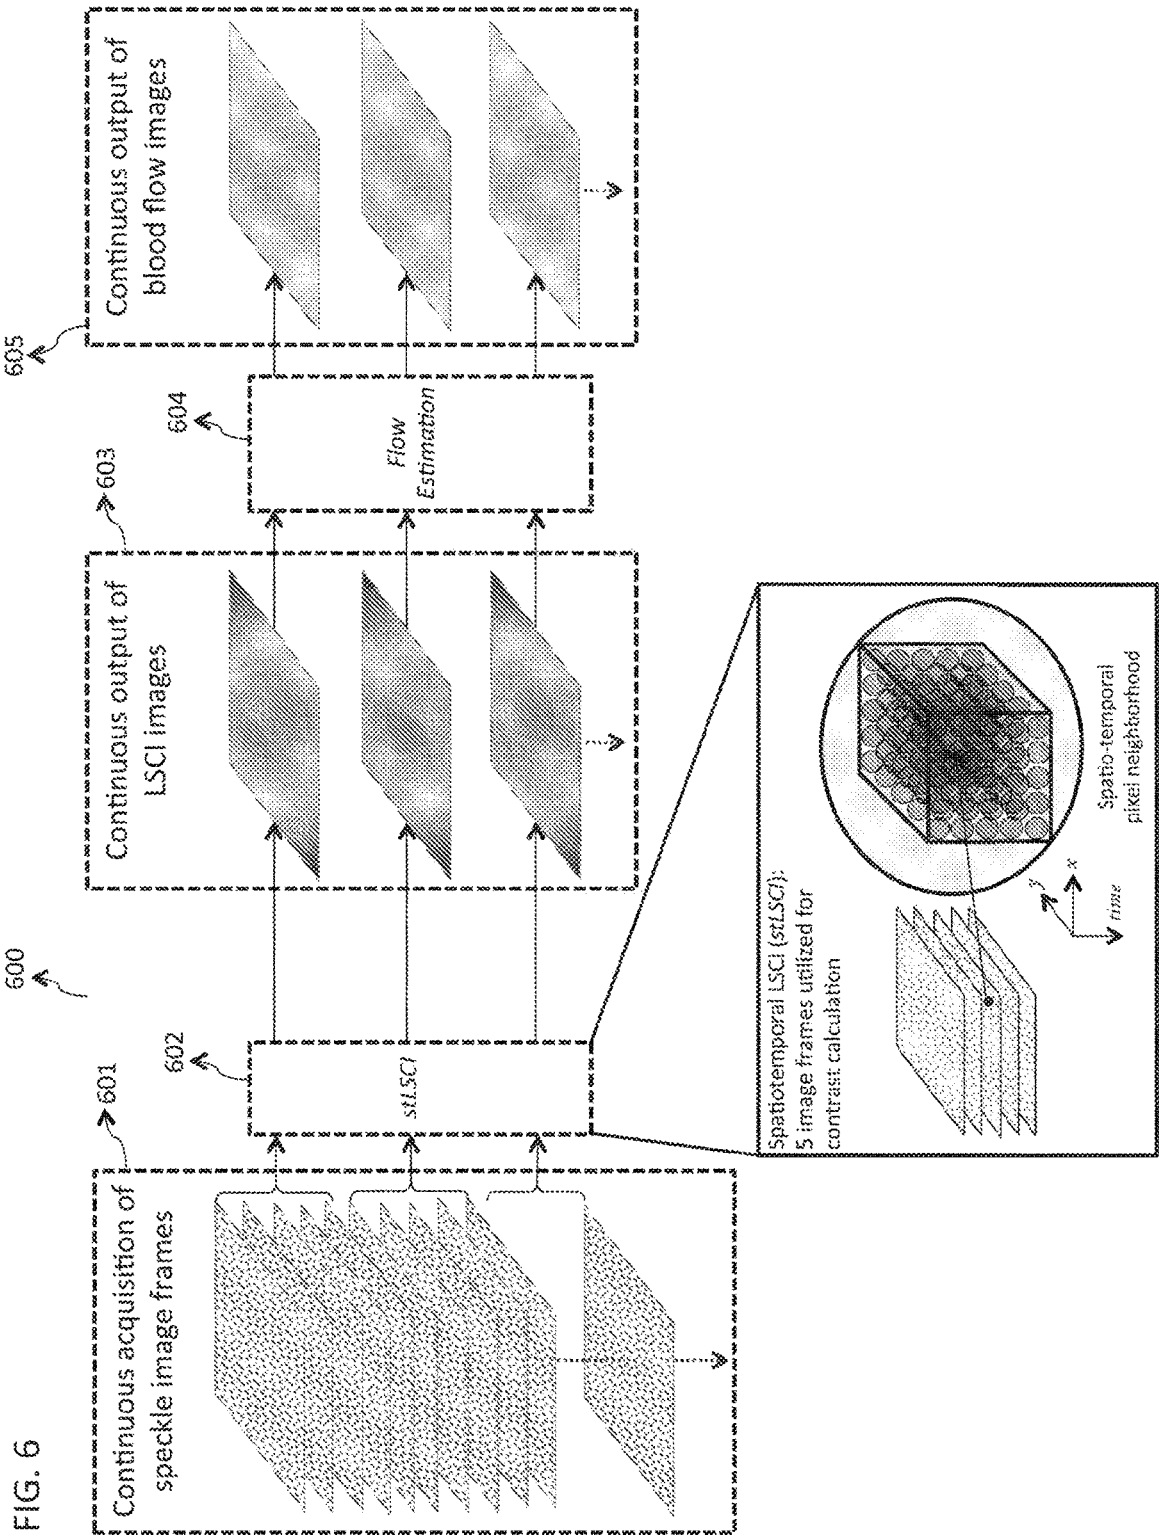 FIG. 6
600
601
Continuous acquisition of
speckle image frames
602
stLSCI
603
Continuous output of
LSCI images
604
Flow
Estimation
605
Continuous output of
blood flow images
Spatiotemporal LSCI (stLSCI):
5 image frames utilized for
contrast calculation
y
x
time
Spatio-temporal
pixel neighborhood